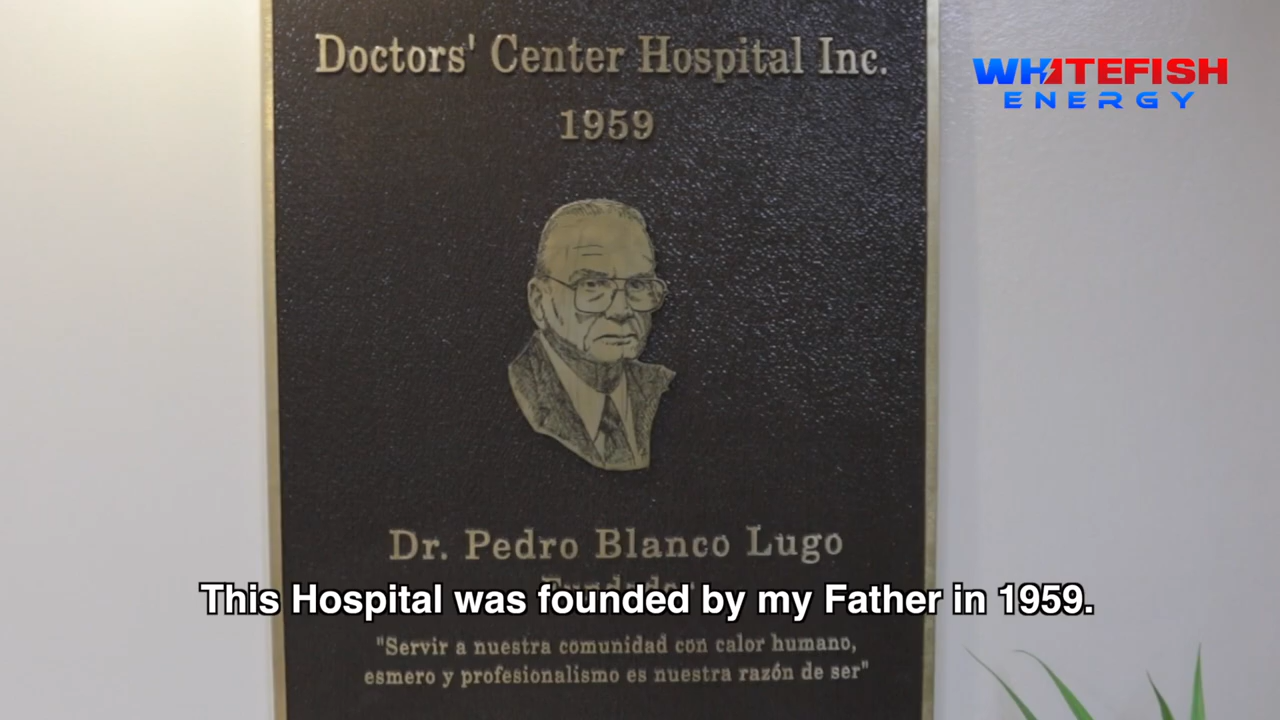 Doctors' Center Hospital Inc.
1959
WHITEFISH
ENERGY
Dr. Pedro Blanco Lugo
This Hospital was founded by my Father in 1959.
"Servir a nuestra comunidad con calor humano,
esmero y profesionalismo es nuestra razón de ser"